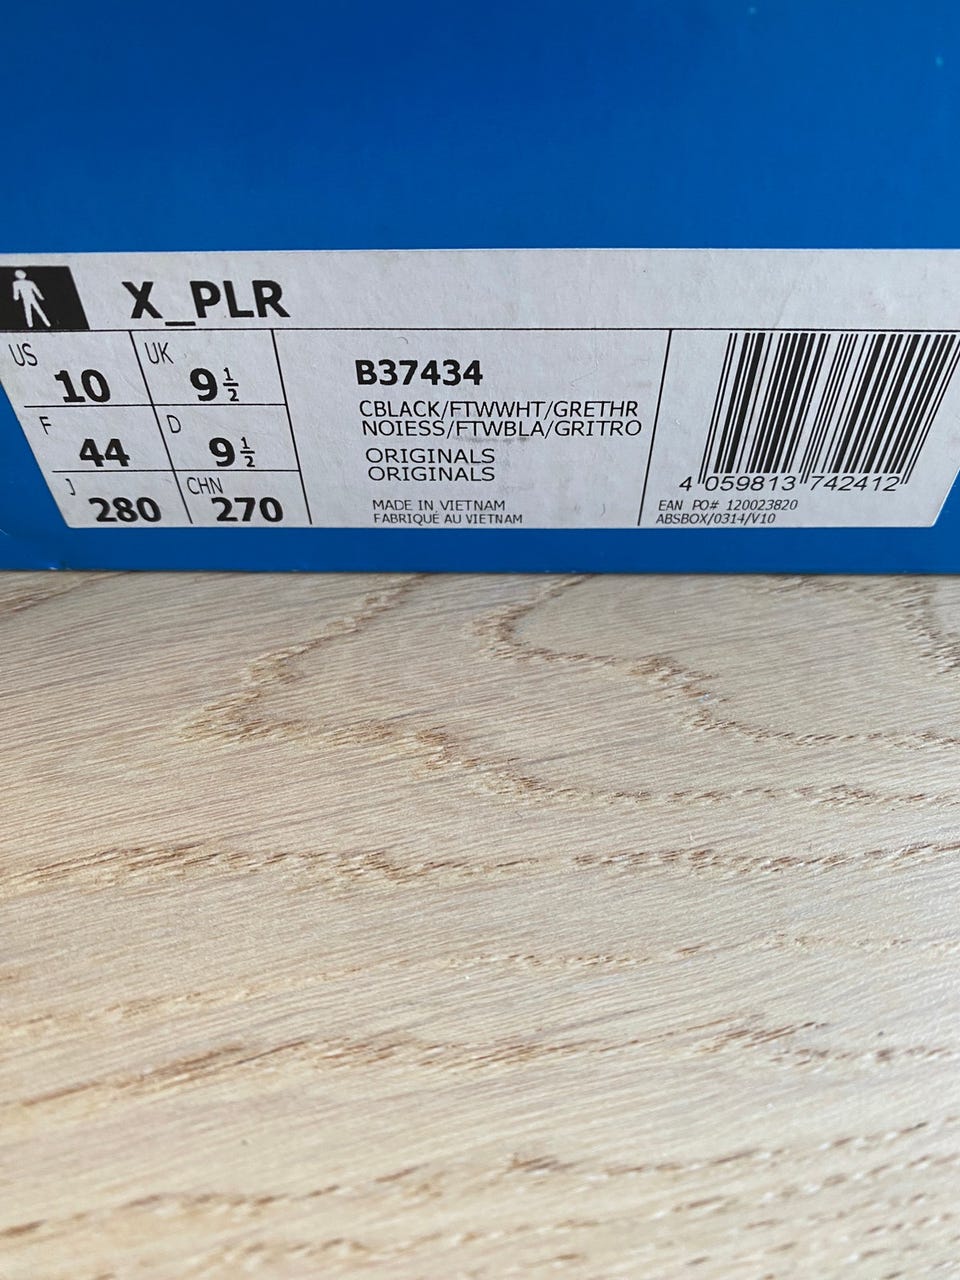 X_PLR
US 10 UK 9 1/2
F 44 D 9 1/2
J 280 CHN 270
B37434
CBLACK/FTWWHT/GRETHR
NOIESS/FTWBLA/GRITRO
ORIGINALS
ORIGINALS
MADE IN VIETNAM
FABRIQUÉ AU VIETNAM
4 059813 742412
EAN PO# 120023820
ABSBOX/0314/V10